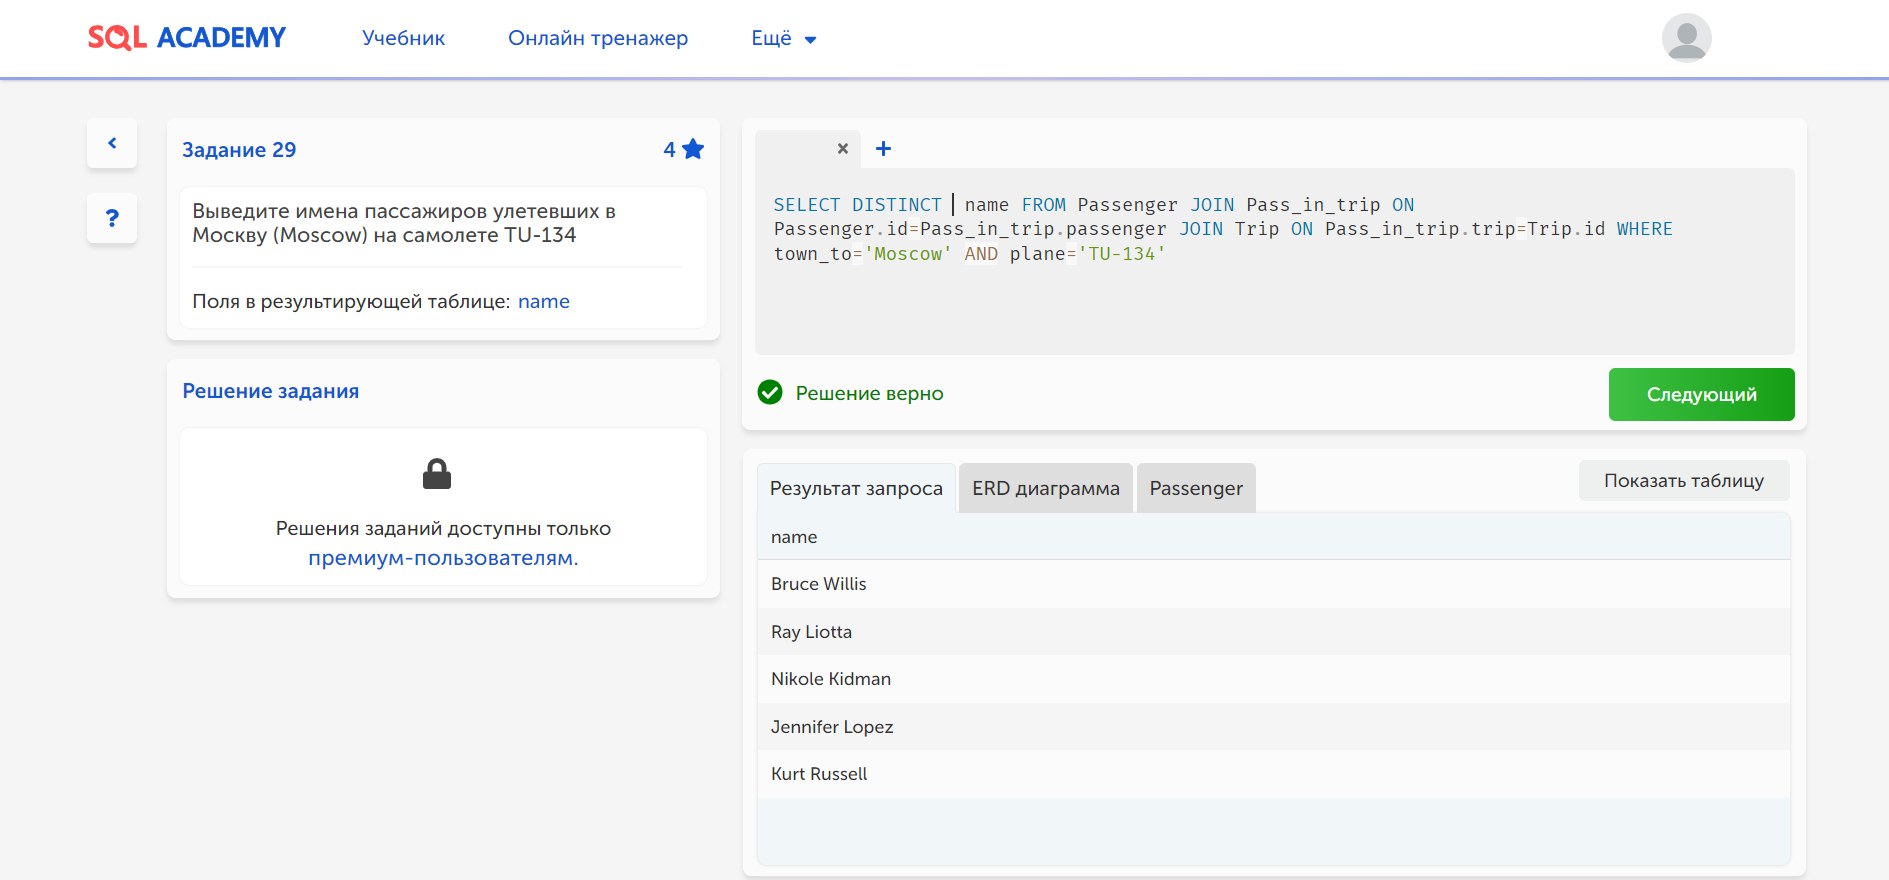 SQL ACADEMY
Учебник
Онлайн тренажер
Ещё
Задание 29
4
Выведите имена пассажиров улетевших в
Москву (Moscow) на самолете TU-134
Поля в результирующей таблице: name
Решение задания
Решения заданий доступны только
премиум-пользователям.
SELECT DISTINCT name FROM Passenger JOIN Pass_in_trip ON
Passenger.id=Pass_in_trip.passenger JOIN Trip ON Pass_in_trip.trip=Trip.id WHERE
town_to='Moscow' AND plane='TU-134'
Решение верно
Следующий
Результат запроса
ERD диаграмма
Passenger
Показать таблицу
name
Bruce Willis
Ray Liotta
Nikole Kidman
Jennifer Lopez
Kurt Russell